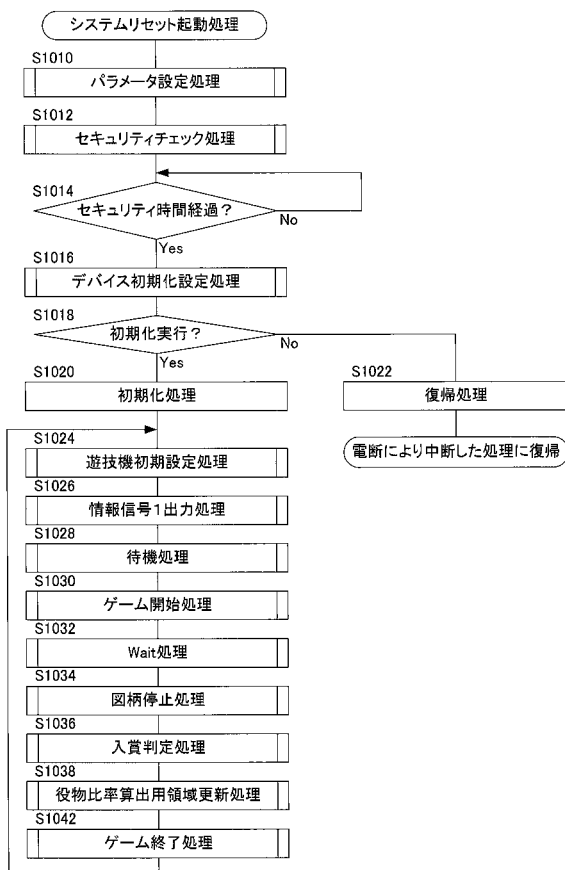 システムリセット起動処理
S1010
パラメータ設定処理
S1012
セキュリティチェック処理
S1014
セキュリティ時間経過？
No
Yes
S1016
デバイス初期化設定処理
S1018
初期化実行？
No
Yes
S1020
初期化処理
S1022
復帰処理
電断により中断した処理に復帰
S1024
遊技機初期設定処理
S1026
情報信号1出力処理
S1028
待機処理
S1030
ゲーム開始処理
S1032
Wait処理
S1034
図柄停止処理
S1036
入賞判定処理
S1038
役物比率算出用領域更新処理
S1042
ゲーム終了処理